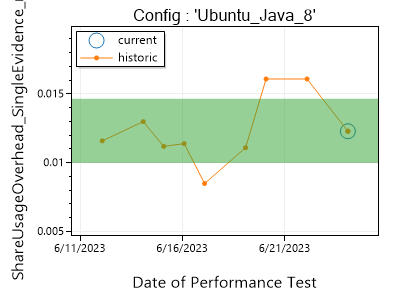 Config : 'Ubuntu_Java_8'
current
historic
ShareUsageOverhead_SingleEvidence_
0.015
0.01
0.005
6/11/2023
6/16/2023
6/21/2023
Date of Performance Test